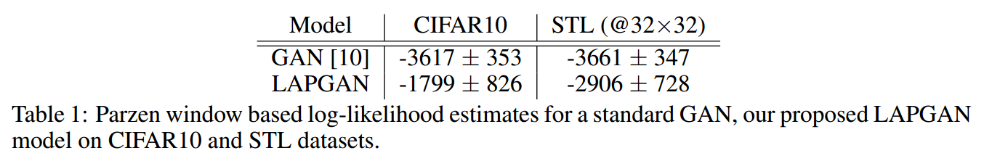 Model CIFAR10 STL (@32×32)
GAN [10] -3617 ± 353 -3661 ± 347
LAPGAN -1799 ± 826 -2906 ± 728
Table 1: Parzen window based log-likelihood estimates for a standard GAN, our proposed LAPGAN
model on CIFAR10 and STL datasets.